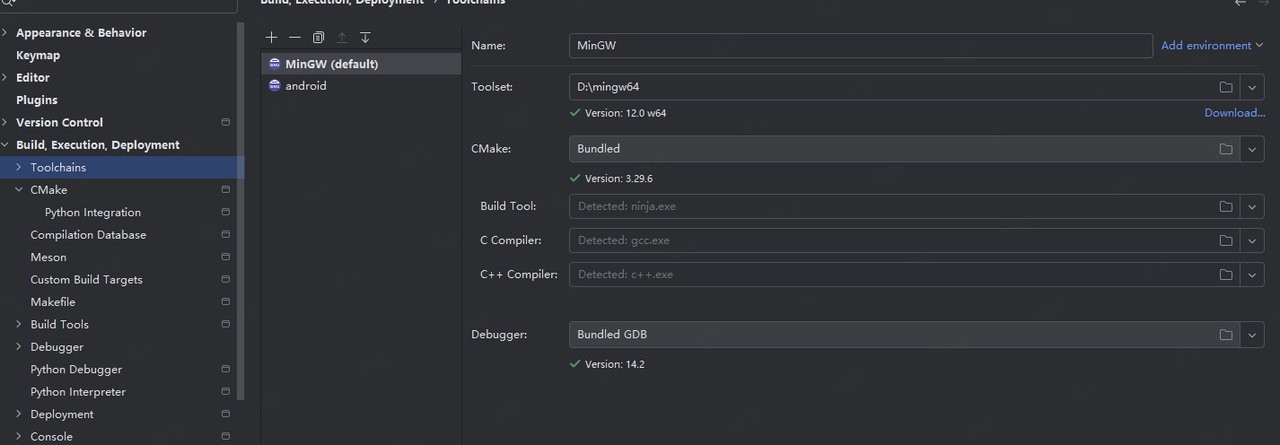 Build, Execution, Deployment › Toolchains
Appearance & Behavior
Keymap
Editor
Plugins
Version Control
Build, Execution, Deployment
Toolchains
CMake
Python Integration
Compilation Database
Meson
Custom Build Targets
Makefile
Build Tools
Debugger
Python Debugger
Python Interpreter
Deployment
Console
MinGW (default)
android
Name:
MinGW
Add environment
Toolset:
D:\mingw64
Version: 12.0 w64
Download...
CMake:
Bundled
Version: 3.29.6
Build Tool:
Detected: ninja.exe
C Compiler:
Detected: gcc.exe
C++ Compiler:
Detected: c++.exe
Debugger:
Bundled GDB
Version: 14.2